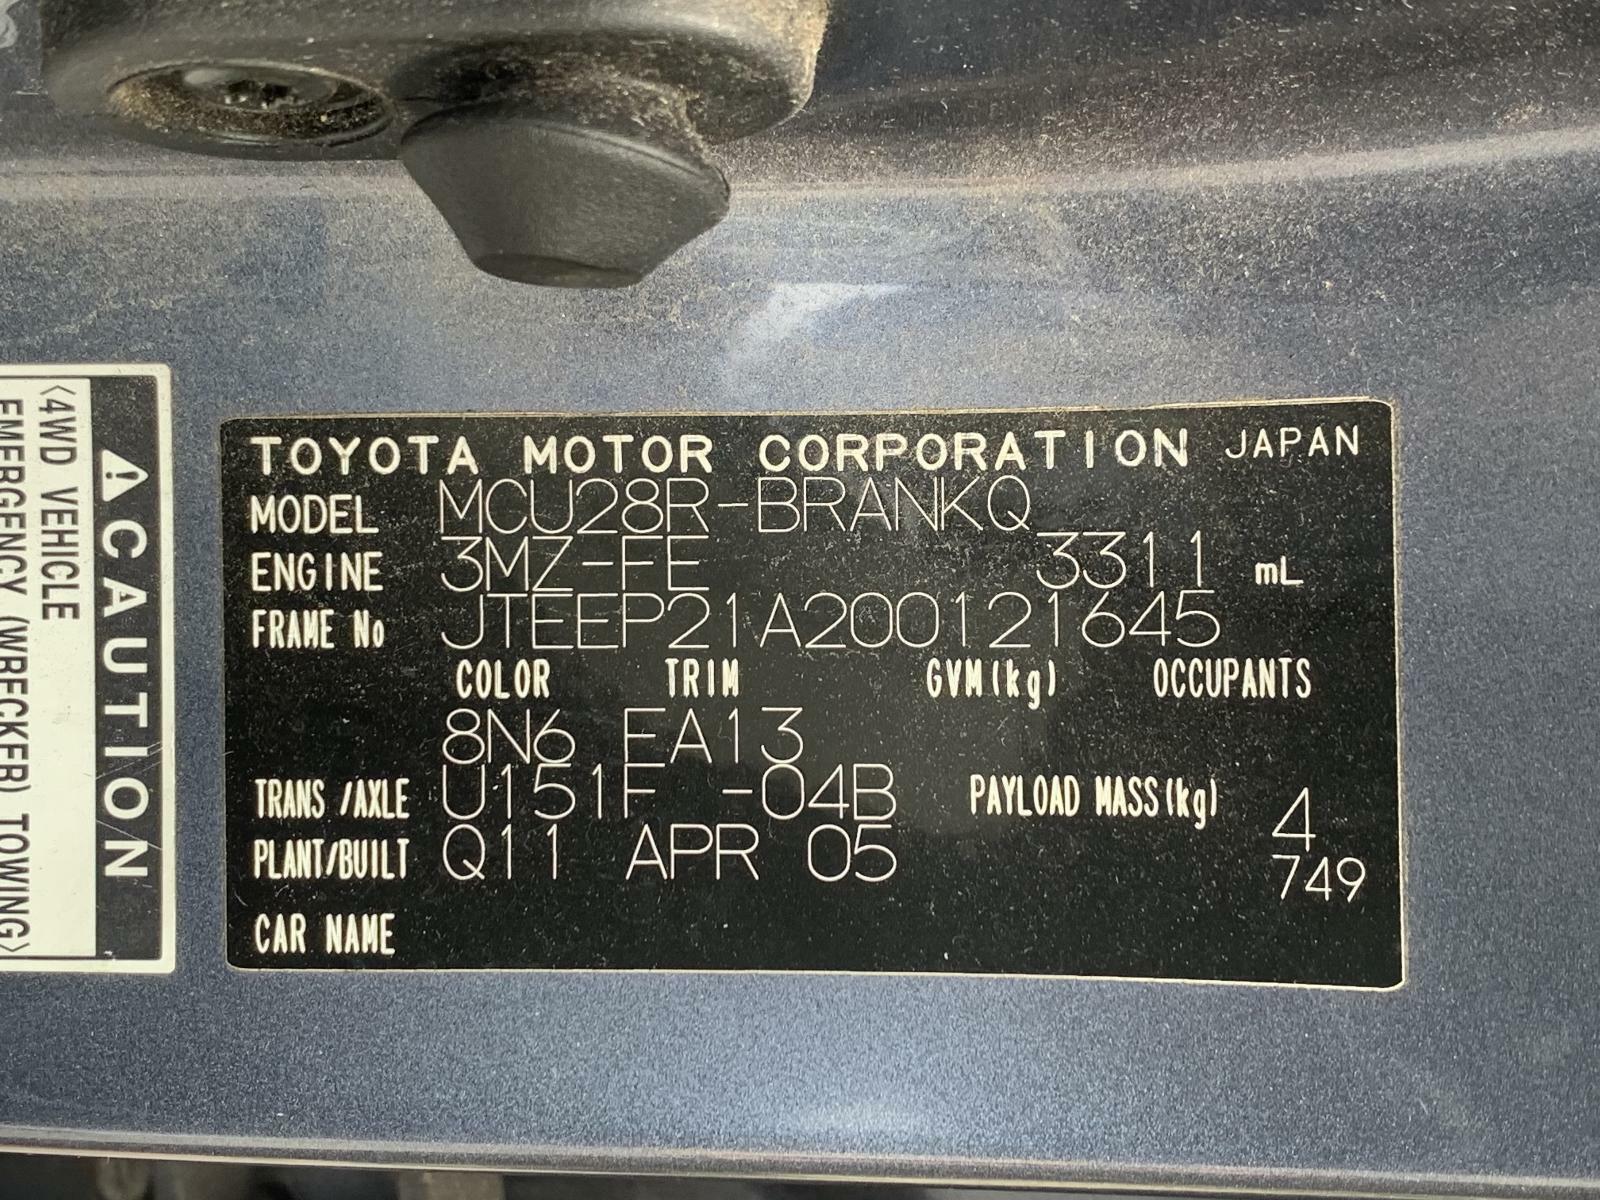 ⚠CAUTION
<4WD VEHICLE
EMERGENCY (WRECKER) TOWING>
TOYOTA MOTOR CORPORATION JAPAN
MODEL MCU28R-BRANKQ
ENGINE 3MZ-FE 3311 mL
FRAME No JTEEP21A200121645
COLOR TRIM GVM(kg) OCCUPANTS
8N6 FA13
TRANS /AXLE U151F -04B PAYLOAD MASS(kg) 4
PLANT/BUILT Q11 APR 05 749
CAR NAME